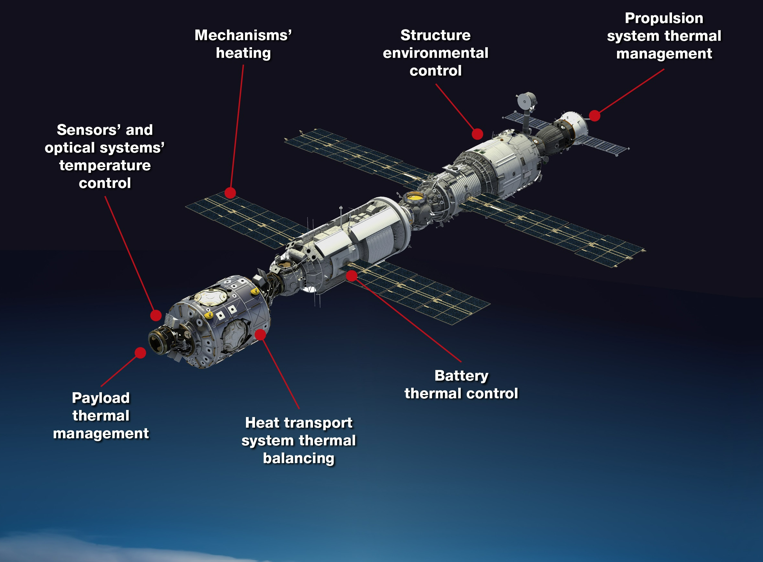 Propulsion
system thermal
management
Structure
environmental
control
Mechanisms’
heating
Sensors’ and
optical systems’
temperature
control
Payload
thermal
management
Heat transport
system thermal
balancing
Battery
thermal control